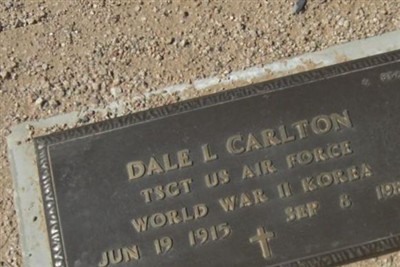 DALE L CARLTON
TSGT US AIR FORCE
WORLD WAR II KOREA
JUN 19 1915 SEP 8